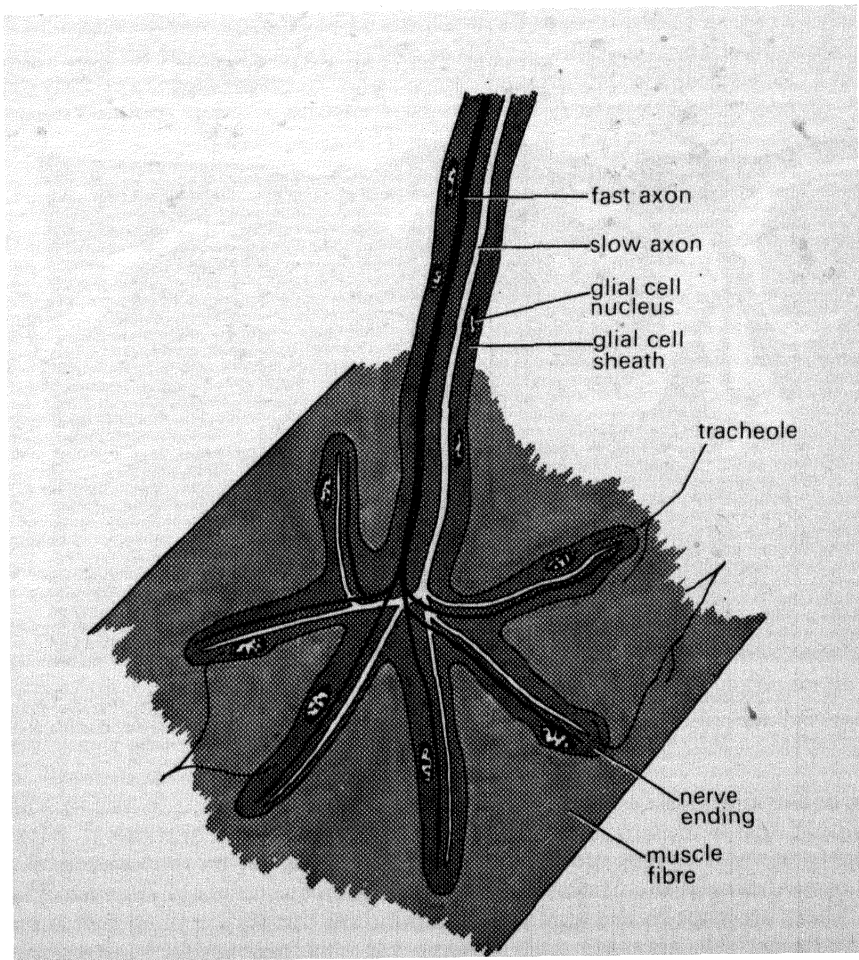 fast axon
slow axon
glial cell
nucleus
glial cell
sheath
tracheole
nerve
ending
muscle
fibre